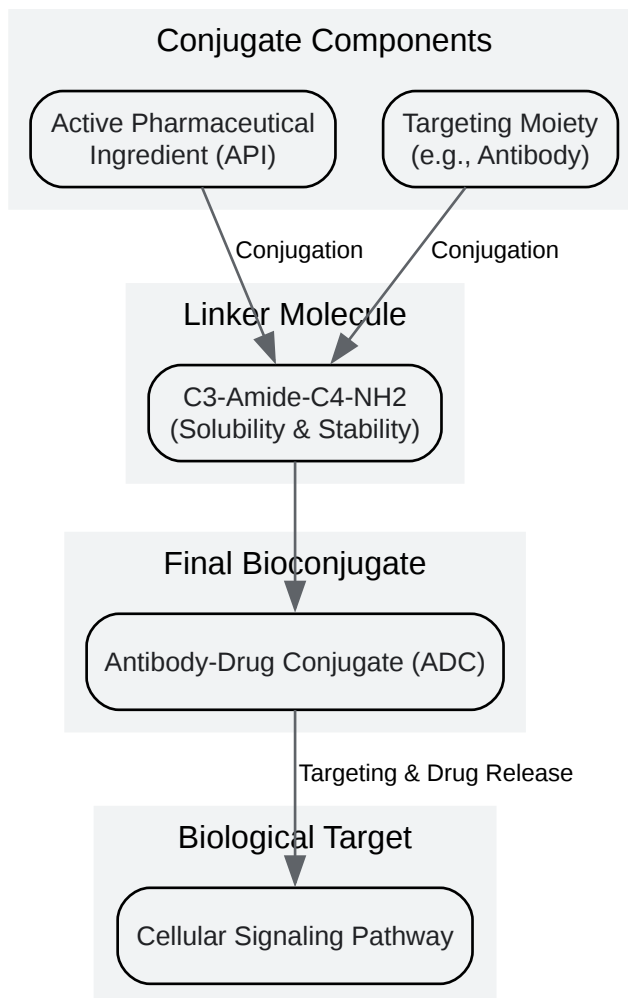 Conjugate Components
Active Pharmaceutical
Ingredient (API)
Targeting Moiety
(e.g., Antibody)
Conjugation
Conjugation
Linker Molecule
C3-Amide-C4-NH2
(Solubility & Stability)
Final Bioconjugate
Antibody-Drug Conjugate (ADC)
Targeting & Drug Release
Biological Target
Cellular Signaling Pathway